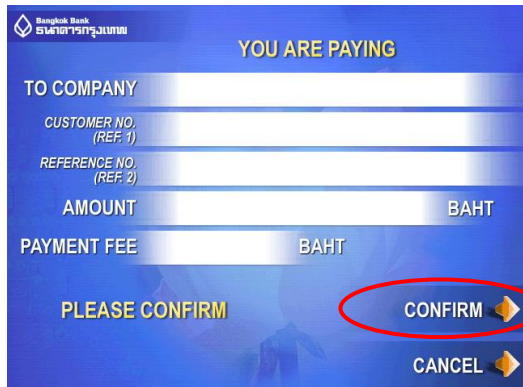 Bangkok Bank
ธนาคารกรุงเทพ
YOU ARE PAYING
TO COMPANY
CUSTOMER NO.
(REF. 1)
REFERENCE NO.
(REF. 2)
AMOUNT BAHT
PAYMENT FEE BAHT
PLEASE CONFIRM CONFIRM
CANCEL